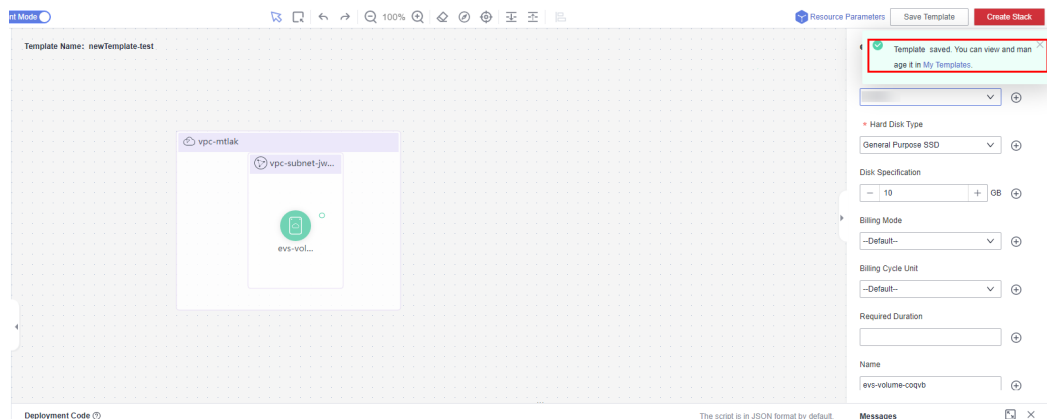 nt Mode
100%
Resource Parameters
Save Template
Create Stack
Template Name: newTemplate-test
Template saved. You can view and man
age it in My Templates.
vpc-mtlak
vpc-subnet-jw...
evs-vol...
* Hard Disk Type
General Purpose SSD
Disk Specification
10
GB
Billing Mode
--Default--
Billing Cycle Unit
--Default--
Required Duration
Name
evs-volume-coqvb
Deployment Code
The script is in JSON format by default.
Messages